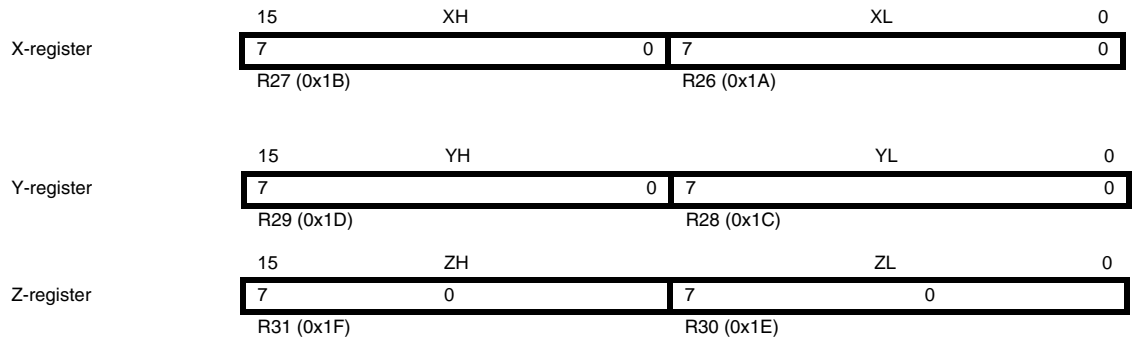 15 XH XL 0
X-register 7 0 7 0
R27 (0x1B) R26 (0x1A)
15 YH YL 0
Y-register 7 0 7 0
R29 (0x1D) R28 (0x1C)
15 ZH ZL 0
Z-register 7 0 7 0
R31 (0x1F) R30 (0x1E)